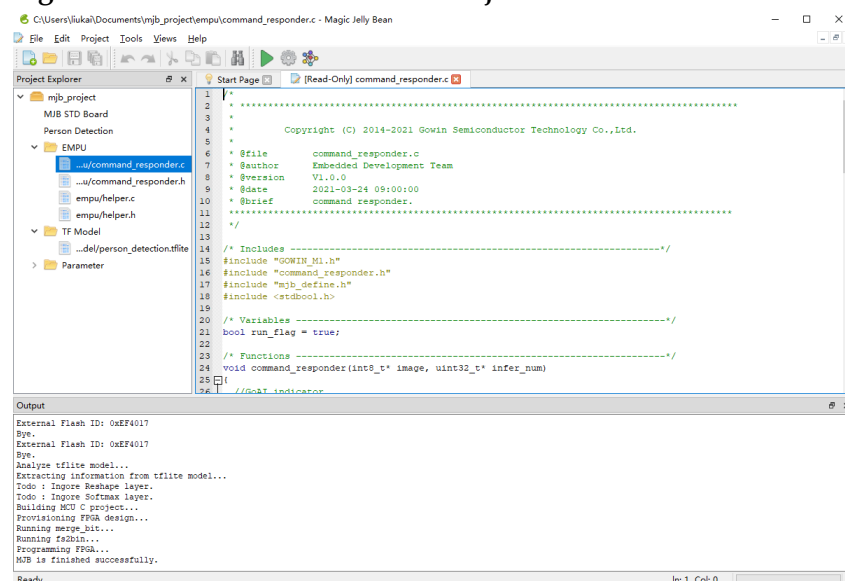 C:\Users\liukai\Documents\mjb_project\empu\command_responder.c - Magic Jelly Bean
File Edit Project Tools Views Help
Project Explorer
mjb_project
MJB STD Board
Person Detection
EMPU
...u/command_responder.c
...u/command_responder.h
empu/helper.c
empu/helper.h
TF Model
...del/person_detection.tflite
Parameter
Start Page
[Read-Only] command_responder.c
1 /*
2 * ******************************************************************************************
3 *
4 * Copyright (C) 2014-2021 Gowin Semiconductor Technology Co.,Ltd.
5 *
6 * @file command_responder.c
7 * @author Embedded Development Team
8 * @version V1.0.0
9 * @date 2021-03-24 09:00:00
10 * @brief command responder.
11 ******************************************************************************************
12 */
13
14 /* Includes ------------------------------------------------------------------*/
15 #include "GOWIN_M1.h"
16 #include "command_responder.h"
17 #include "mjb_define.h"
18 #include <stdbool.h>
19
20 /* Variables ------------------------------------------------------------------*/
21 bool run_flag = true;
22
23 /* Functions ------------------------------------------------------------------*/
24 void command_responder(int8_t* image, uint32_t* infer_num)
25 {
26 //GoAI indicator
Output
External Flash ID: 0xEF4017
Bye.
External Flash ID: 0xEF4017
Bye.
Analyze tflite model...
Extracting information from tflite model...
Todo : Ingore Reshape layer.
Todo : Ingore Softmax layer.
Building MCU C project...
Provisioning FPGA design...
Running merge_bit...
Running fs2bin...
Programming FPGA...
MJB is finished successfully.
Ready
ln: 1 Col: 0